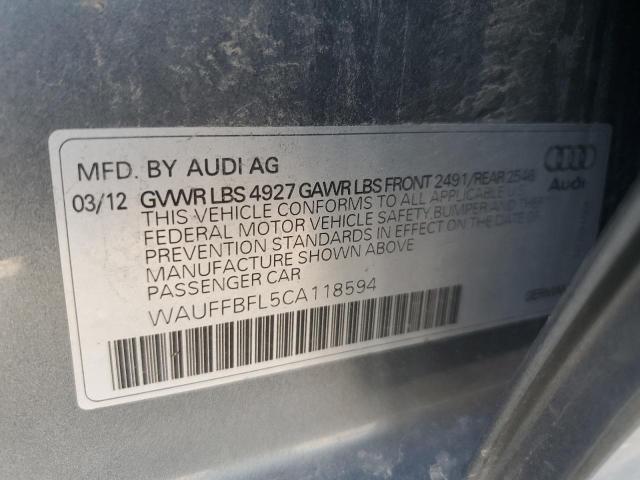 MFD. BY AUDI AG
03/12 GVWR LBS 4927 GAWR LBS FRONT 2491/REAR 2546
THIS VEHICLE CONFORMS TO ALL APPLICABLE U.S.
FEDERAL MOTOR VEHICLE SAFETY, BUMPER AND THEFT
PREVENTION STANDARDS IN EFFECT ON THE DATE OF
MANUFACTURE SHOWN ABOVE
PASSENGER CAR
WAUFFBFL5CA118594
Audi
GERMANY